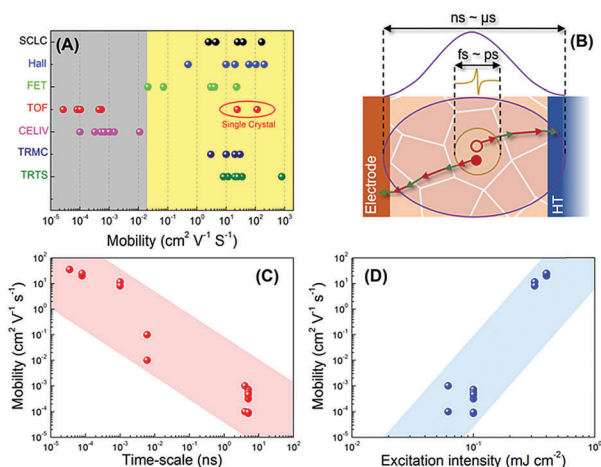 (A)
SCLC
Hall
FET
TOF
CELIV
TRMC
TRTS
Single Crystal
10⁻⁵ 10⁻⁴ 10⁻³ 10⁻² 10⁻¹ 10⁰ 10¹ 10² 10³
Mobility (cm² V⁻¹ S⁻¹)
(B)
ns ~ μs
fs ~ ps
Electrode
HT
(C)
Mobility (cm² V⁻¹ s⁻¹)
10²
10¹
10⁰
10⁻¹
10⁻²
10⁻³
10⁻⁴
10⁻⁵
10⁻⁵ 10⁻⁴ 10⁻³ 10⁻² 10⁻¹ 10⁰ 10¹ 10²
Time-scale (ns)
(D)
Mobility (cm² V⁻¹ s⁻¹)
10²
10¹
10⁰
10⁻¹
10⁻²
10⁻³
10⁻⁴
10⁻⁵
10⁻² 10⁻¹ 10⁰
Excitation intensity (mJ cm⁻²)